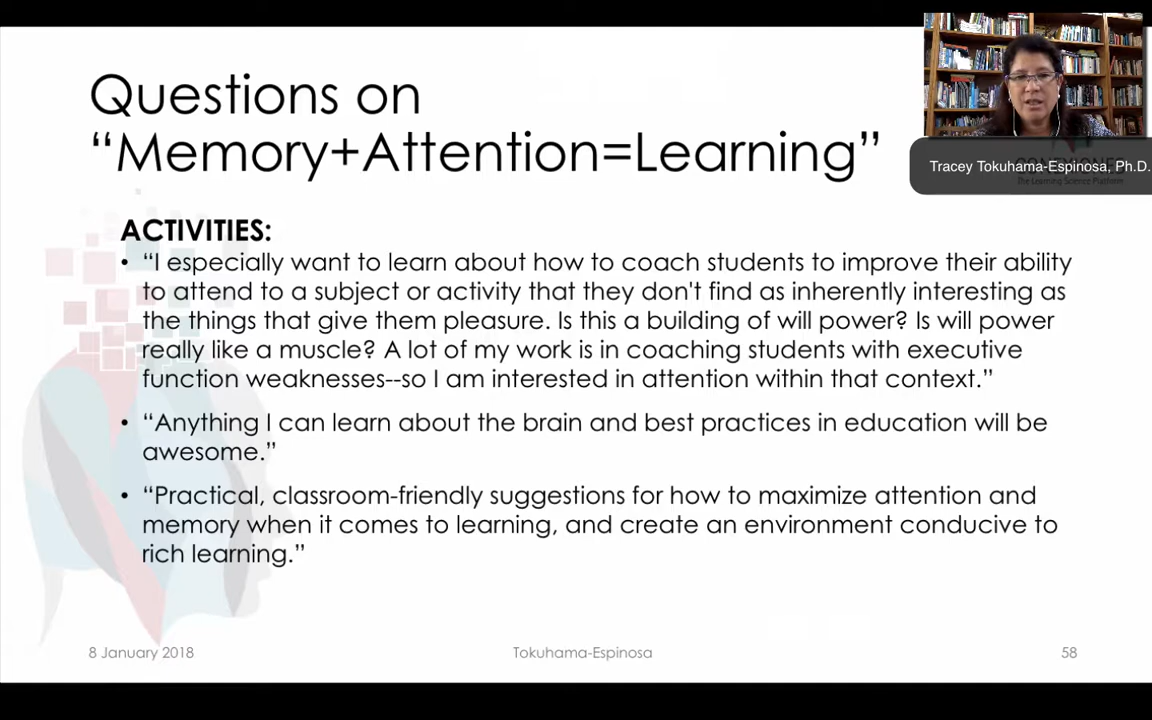 Questions on
“Memory+Attention=Learning”
Tracey Tokuhama-Espinosa, Ph.D.
The Learning Science Platform
ACTIVITIES:
• “I especially want to learn about how to coach students to improve their ability
to attend to a subject or activity that they don't find as inherently interesting as
the things that give them pleasure. Is this a building of will power? Is will power
really like a muscle? A lot of my work is in coaching students with executive
function weaknesses--so I am interested in attention within that context.”
• “Anything I can learn about the brain and best practices in education will be
awesome.”
• “Practical, classroom-friendly suggestions for how to maximize attention and
memory when it comes to learning, and create an environment conducive to
rich learning.”
8 January 2018
Tokuhama-Espinosa
58